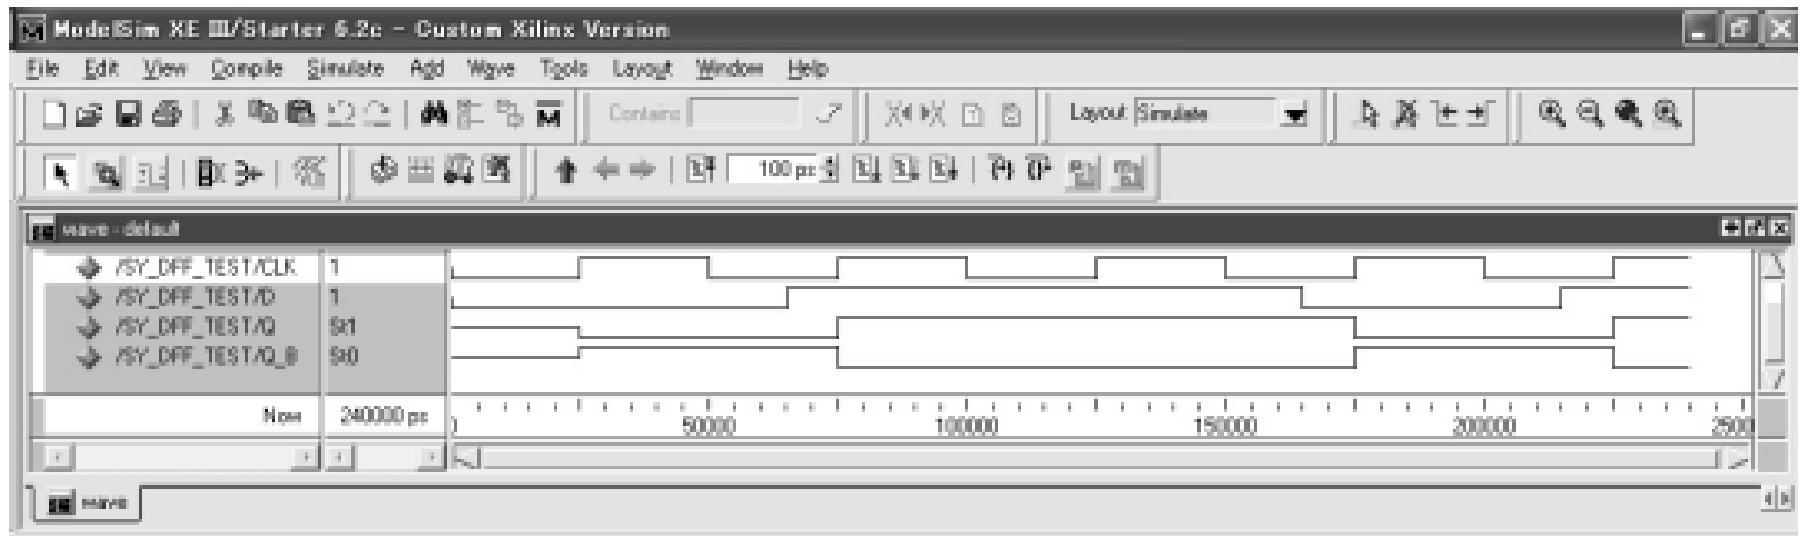 ModelSim XE III/Starter 6.2c - Custom Xilinx Version
File Edit View Compile Simulate Add Wave Tools Layout Window Help
Contains Layout Simulate
100 ps
wave - default
/SY_DFF_TEST/CLK 1
/SY_DFF_TEST/D 1
/SY_DFF_TEST/Q St1
/SY_DFF_TEST/Q_B St0
Now 240000 ps 50000 100000 150000 200000 2500
wave